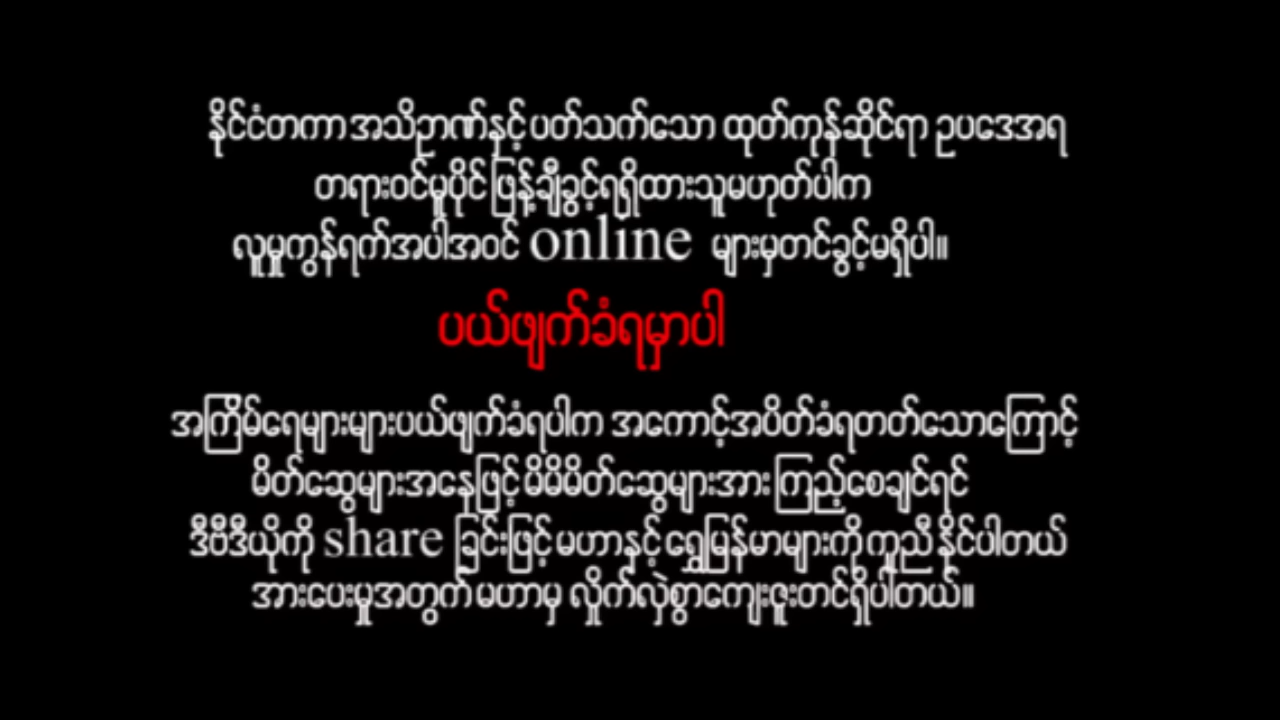 နိုင်ငံတကာ အသိဉာဏ်နှင့် ပတ်သက်သော ထုတ်ကုန်ဆိုင်ရာ ဥပဒေအရ
တရားဝင်မူပိုင် ဖြန့်ချီခွင့်ရရှိထားသူမဟုတ်ပါက
လူမှုကွန်ရက်အပါအဝင် online များမှတင်ခွင့်မရှိပါ။
ပယ်ဖျက်ခံရမှာပါ
အကြိမ်ရေများများပယ်ဖျက်ခံရပါက အကောင့်အပိတ်ခံရတတ်သောကြောင့်
မိတ်ဆွေများအနေဖြင့် မိမိမိတ်ဆွေများအား ကြည့်စေချင်ရင်
ဒီဗီဒီယိုကို share ခြင်းဖြင့် မဟာနှင့် ရွှေမြန်မာများကို ကူညီ နိုင်ပါတယ်
အားပေးမှုအတွက် မဟာမှ လှိုက်လှဲစွာကျေးဇူးတင်ရှိပါတယ်။